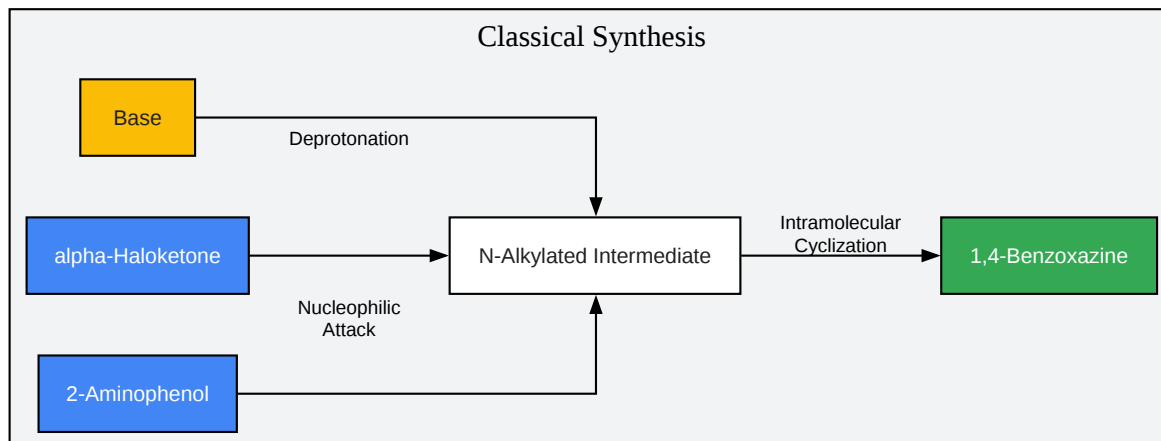 Classical Synthesis
Base
Deprotonation
alpha-Haloketone
Nucleophilic
Attack
N-Alkylated Intermediate
Intramolecular
Cyclization
1,4-Benzoxazine
2-Aminophenol